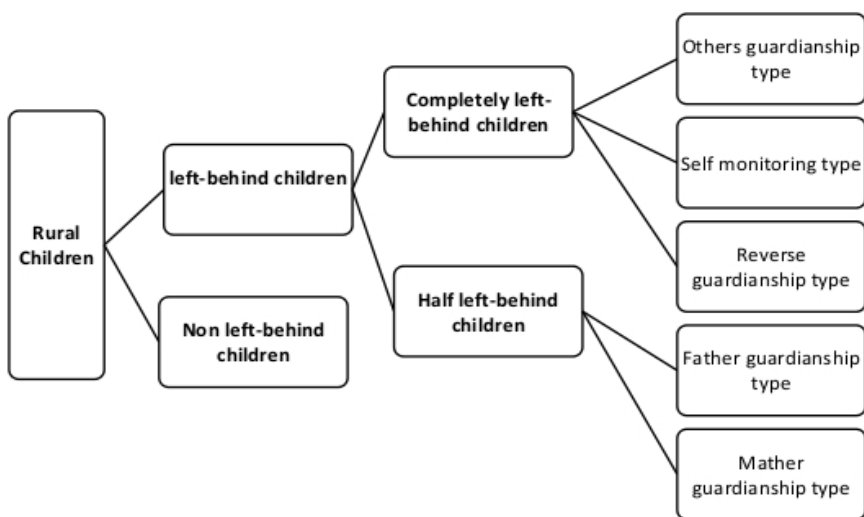 Rural
Children
left-behind children
Non left-behind
children
Completely left-
behind children
Half left-behind
children
Others guardianship
type
Self monitoring type
Reverse
guardianship type
Father guardianship
type
Mather
guardianship type